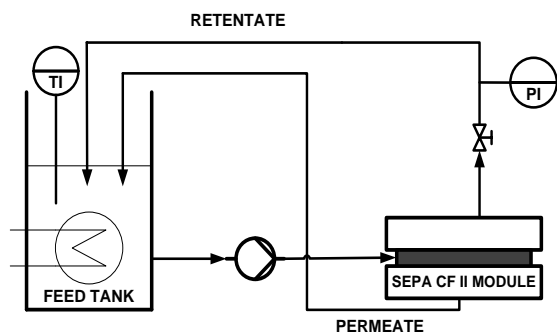 RETENTATE
TI
PI
FEED TANK
SEPA CF II MODULE
PERMEATE